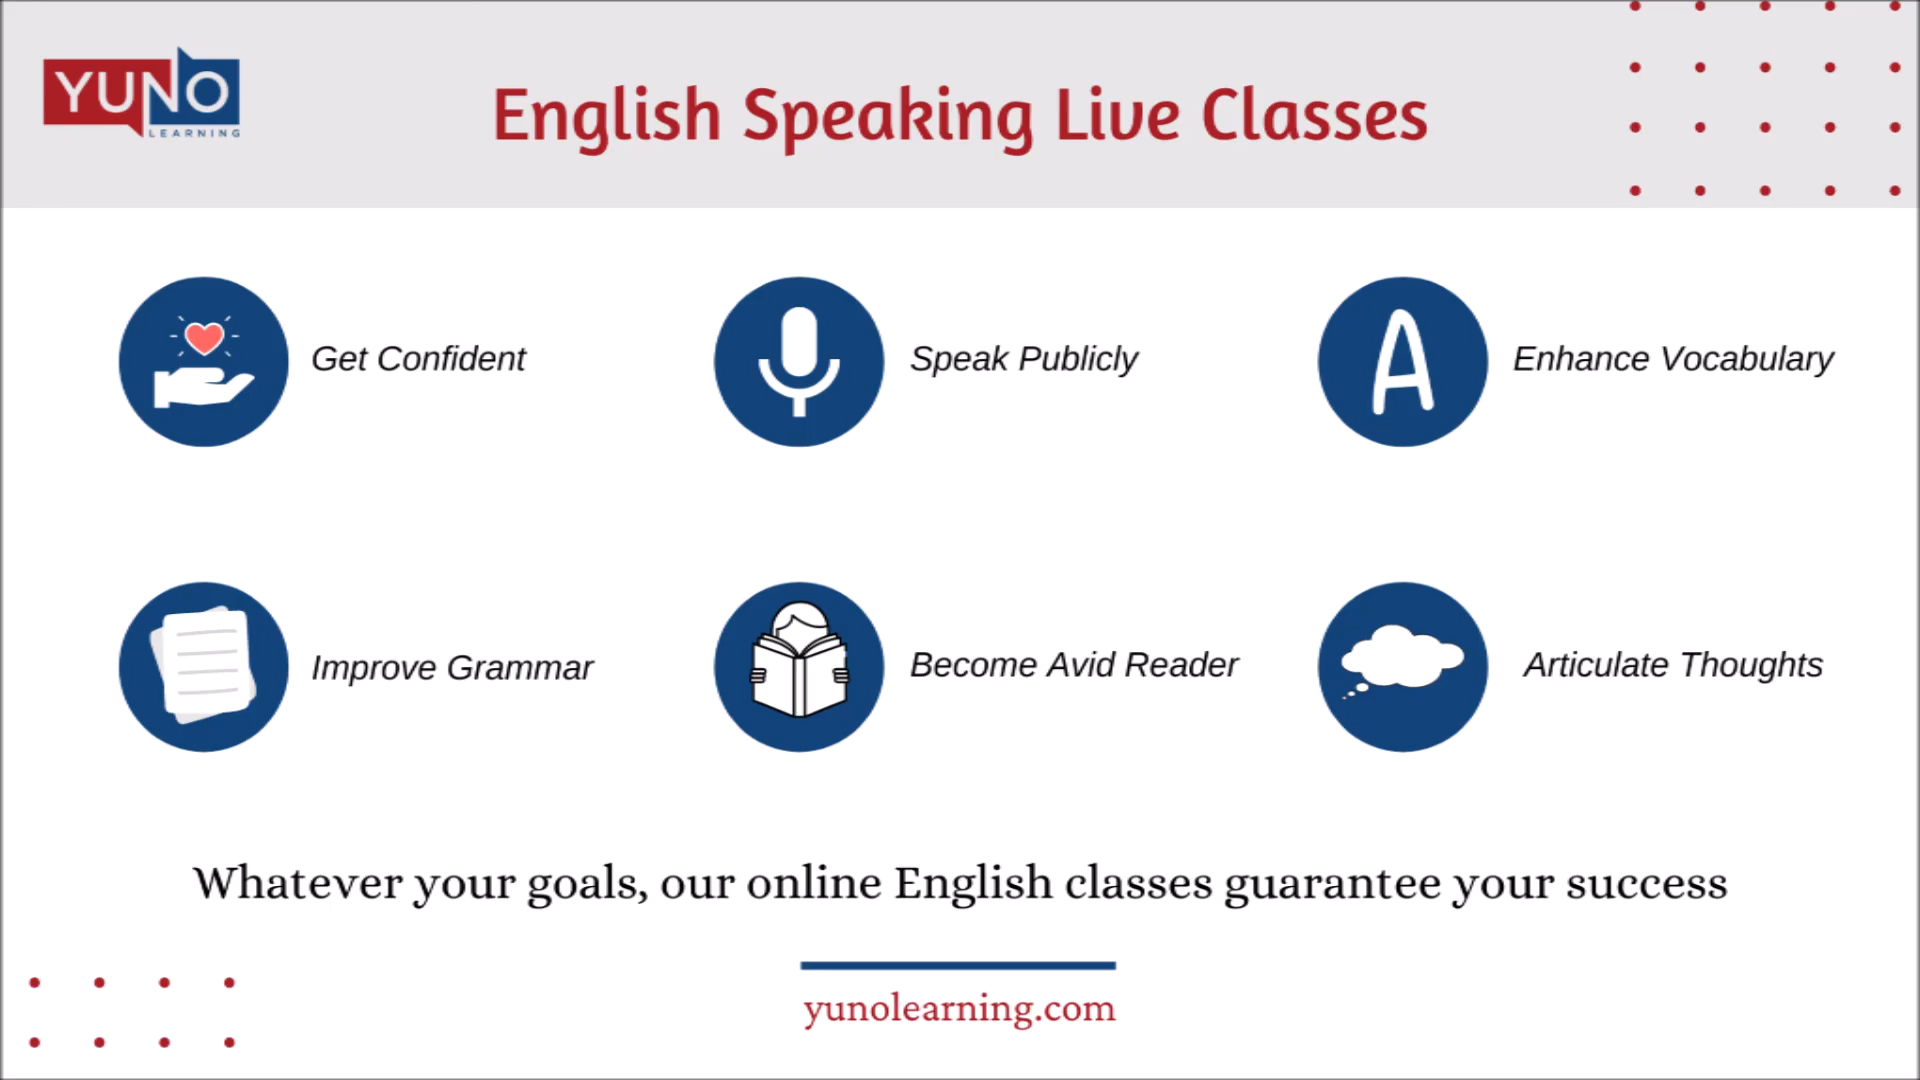 YUNO
LEARNING
English Speaking Live Classes
Get Confident
Speak Publicly
A
Enhance Vocabulary
Improve Grammar
Become Avid Reader
Articulate Thoughts
Whatever your goals, our online English classes guarantee your success
yunolearning.com